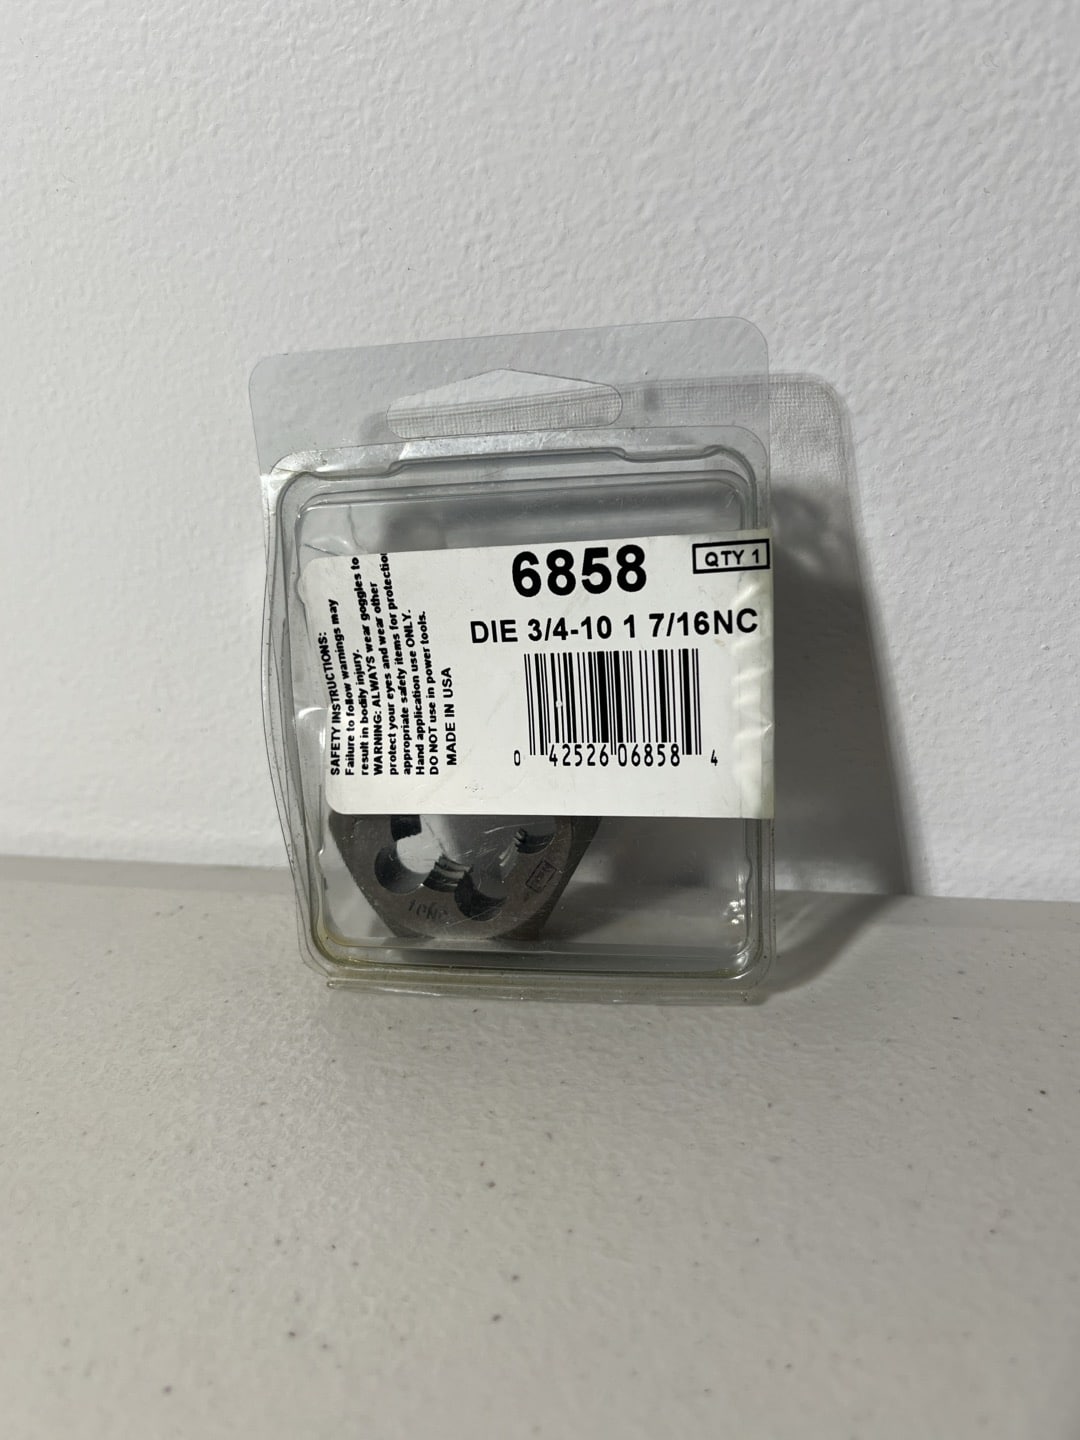 6858
QTY 1
DIE 3/4-10 1 7/16NC
0 42526 06858 4
SAFETY INSTRUCTIONS:
Failure to follow warnings may
result in bodily injury.
WARNING: ALWAYS wear goggles to
protect your eyes and wear other
appropriate safety items for protection
Hand application use ONLY.
DO NOT use in power tools.
MADE IN USA